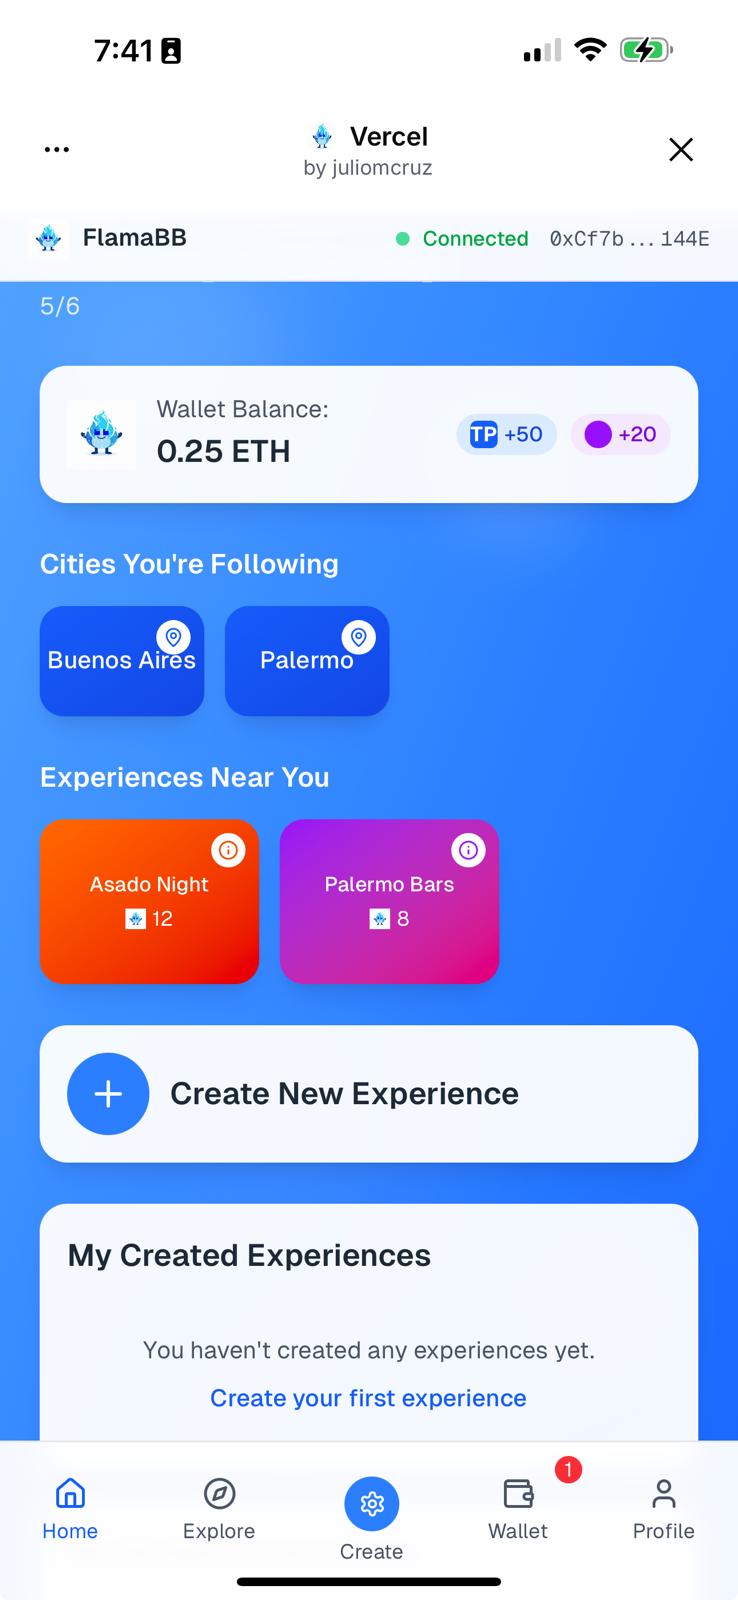 7:41
Vercel
by juliomcruz
FlamaBB
Connected 0xCf7b...144E
5/6
Wallet Balance:
0.25 ETH
TP +50
+20
Cities You're Following
Buenos Aires
Palermo
Experiences Near You
Asado Night
12
Palermo Bars
8
Create New Experience
My Created Experiences
You haven't created any experiences yet.
Create your first experience
1
Home
Explore
Create
Wallet
Profile